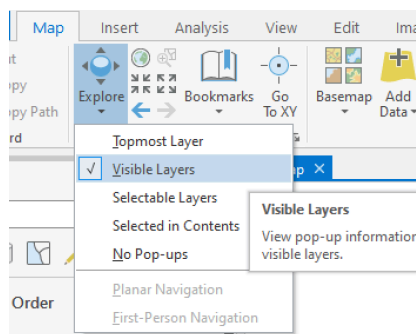 Map Insert Analysis View Edit
Explore Bookmarks Go To XY Basemap Add Data
Path
Topmost Layer
Visible Layers
Selectable Layers
Selected in Contents
No Pop-ups
Planar Navigation
First-Person Navigation
Visible Layers
View pop-up information
visible layers.
Order